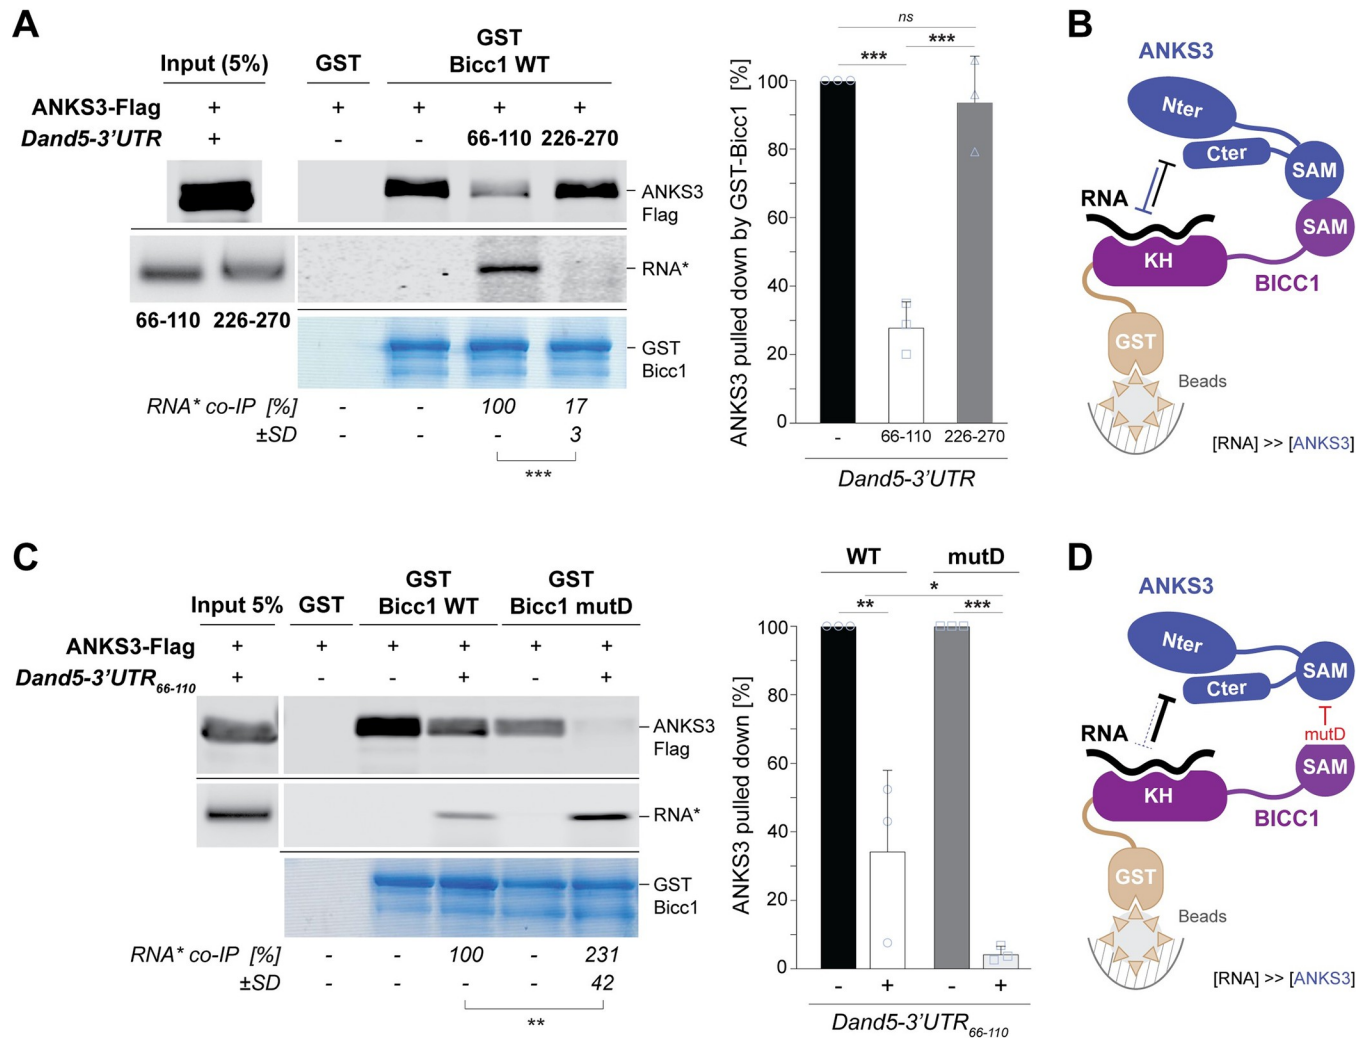 A
Input (5%)
GST
GST
Bicc1 WT
ANKS3-Flag + + + + +
Dand5-3’UTR + - - 66-110 226-270
ANKS3
Flag
RNA*
66-110 226-270
GST
Bicc1
RNA* co-IP [%] - - 100 17
±SD - - - 3
***
ANKS3 pulled down by GST-Bicc1 [%]
ns
***
***
100
80
60
40
20
0
- 66-110 226-270
Dand5-3’UTR
B
ANKS3
Nter
Cter
SAM
RNA
SAM
KH
BICC1
GST
Beads
[RNA] >> [ANKS3]
C
Input 5%
GST
GST
Bicc1 WT
GST
Bicc1 mutD
ANKS3-Flag + + + + + +
Dand5-3’UTR66-110 + - - + - +
ANKS3
Flag
RNA*
GST
Bicc1
RNA* co-IP [%] - - 100 - 231
±SD - - - - 42
**
ANKS3 pulled down [%]
WT mutD
*
** ***
100
80
60
40
20
0
- + - +
Dand5-3’UTR66-110
D
ANKS3
Nter
Cter
SAM
mutD
RNA
SAM
KH
BICC1
GST
Beads
[RNA] >> [ANKS3]